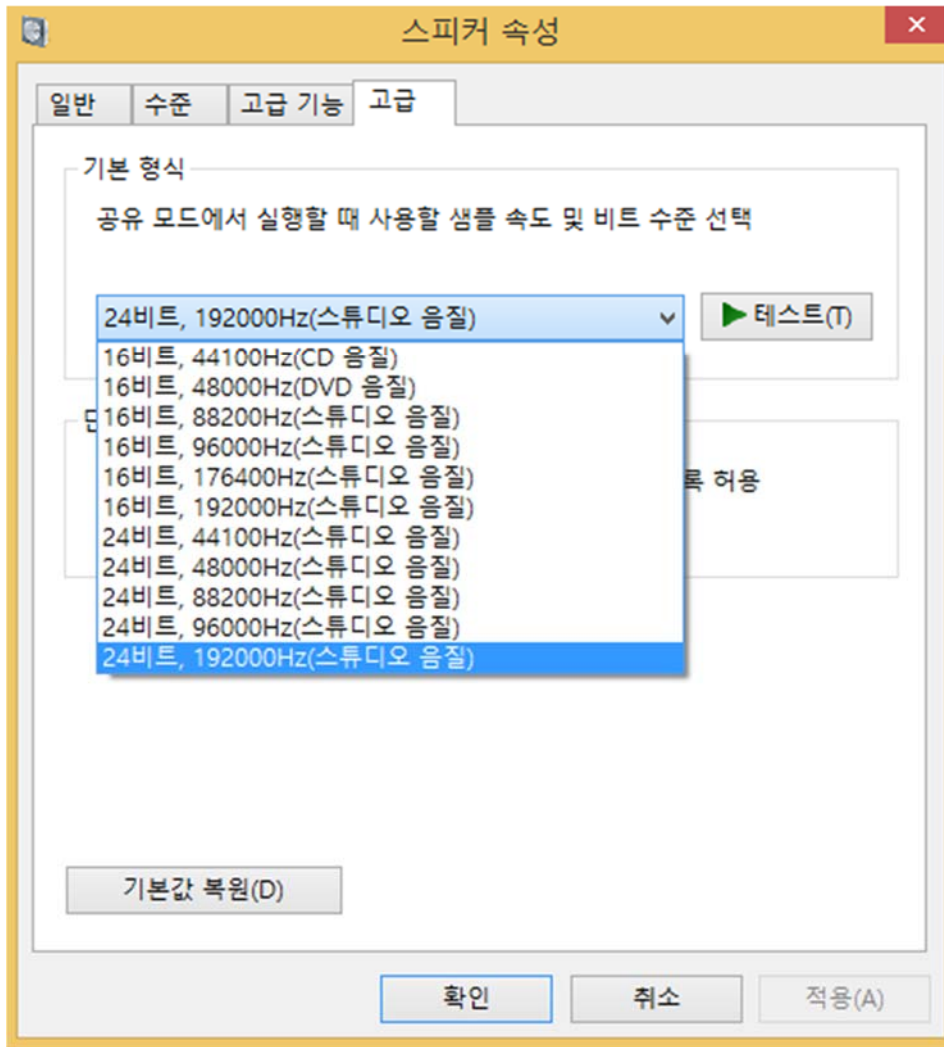 스피커 속성
일반 수준 고급 기능 고급
기본 형식
공유 모드에서 실행할 때 사용할 샘플 속도 및 비트 수준 선택
24비트, 192000Hz(스튜디오 음질) 테스트(T)
16비트, 44100Hz(CD 음질)
16비트, 48000Hz(DVD 음질)
16비트, 88200Hz(스튜디오 음질)
16비트, 96000Hz(스튜디오 음질)
16비트, 176400Hz(스튜디오 음질)
록 허용
16비트, 192000Hz(스튜디오 음질)
24비트, 44100Hz(스튜디오 음질)
24비트, 48000Hz(스튜디오 음질)
24비트, 88200Hz(스튜디오 음질)
24비트, 96000Hz(스튜디오 음질)
24비트, 192000Hz(스튜디오 음질)
기본값 복원(D)
확인 취소 적용(A)